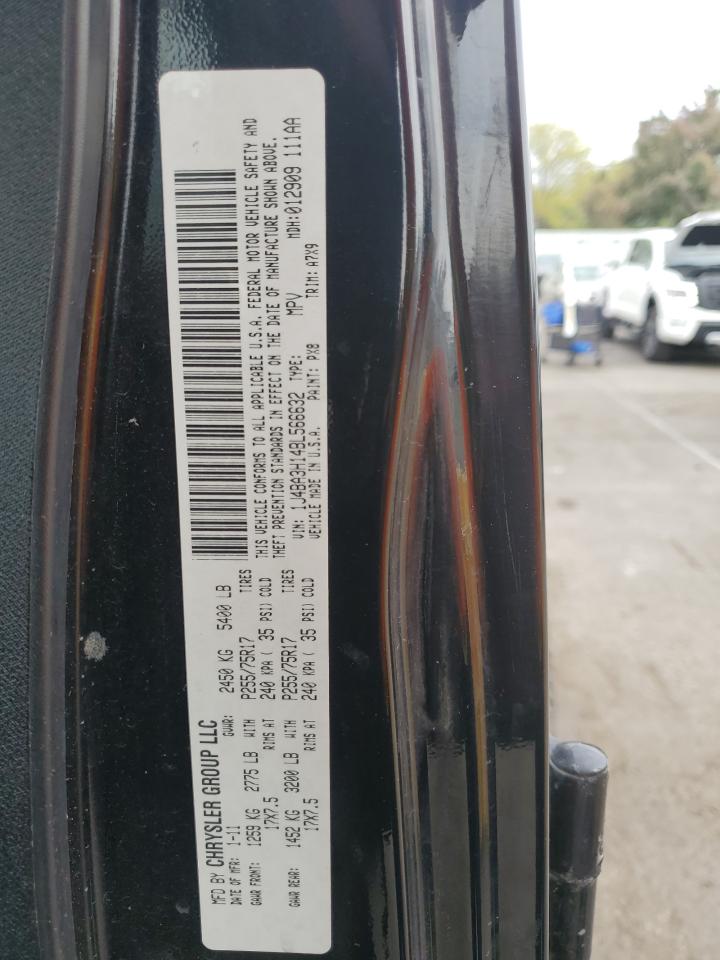 MFD BY CHRYSLER GROUP LLC
DATE OF MFR: 1-11 GVWR: 2450 KG 5400 LB
GAWR FRONT: 1259 KG 2775 LB WITH P255/75R17 TIRES
17X7.5 RIMS AT 240 KPA ( 35 PSI) COLD
GAWR REAR: 1452 KG 3200 LB WITH P255/75R17 TIRES
17X7.5 RIMS AT 240 KPA ( 35 PSI) COLD
THIS VEHICLE CONFORMS TO ALL APPLICABLE U.S.A. FEDERAL MOTOR VEHICLE SAFETY AND
THEFT PREVENTION STANDARDS IN EFFECT ON THE DATE OF MANUFACTURE SHOWN ABOVE.
VIN: 1J4BA3H14BL566632 TYPE: MPV MDH:012909 111AA
VEHICLE MADE IN U.S.A. PAINT: PX8 TRIM: A7X9